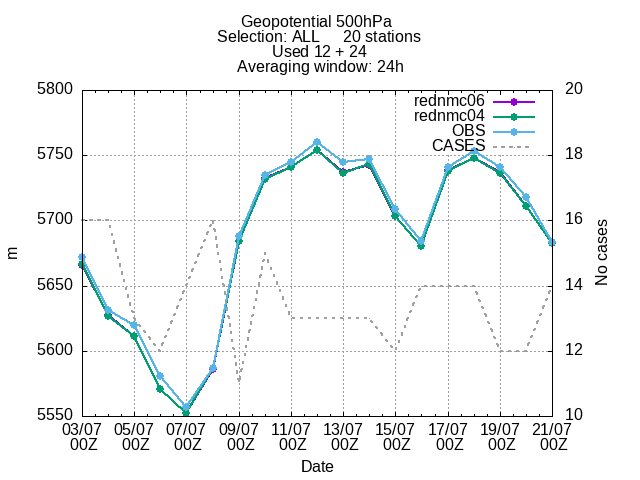 Geopotential 500hPa
Selection: ALL 20 stations
Used 12 + 24
Averaging window: 24h
5800
5750
5700
5650
5600
5550
m
20
18
16
14
12
10
No cases
rednmc06
rednmc04
OBS
CASES
03/07 05/07 07/07 09/07 11/07 13/07 15/07 17/07 19/07 21/07
00Z 00Z 00Z 00Z 00Z 00Z 00Z 00Z 00Z 00Z
Date